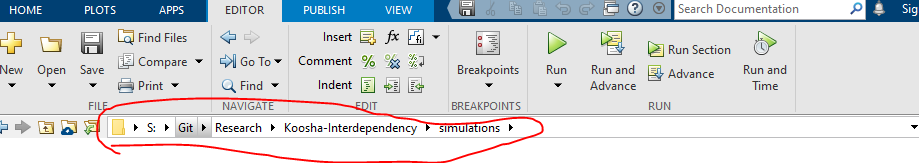 HOME PLOTS APPS EDITOR PUBLISH VIEW Search Documentation
Find Files Insert fx fi Run Section
New Open Save Compare Go To Comment % Breakpoints Run Run and Advance Advance Run and Time
Print Find Indent
FILE NAVIGATE EDIT BREAKPOINTS RUN
S: Git Research Koosha-Interdependency simulations